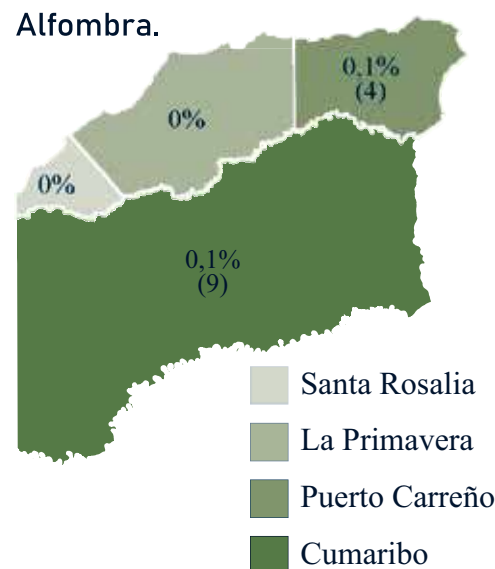 Alfombra.
0,1%
(4)
0%
0%
0,1%
(9)
Santa Rosalia
La Primavera
Puerto Carreño
Cumaribo